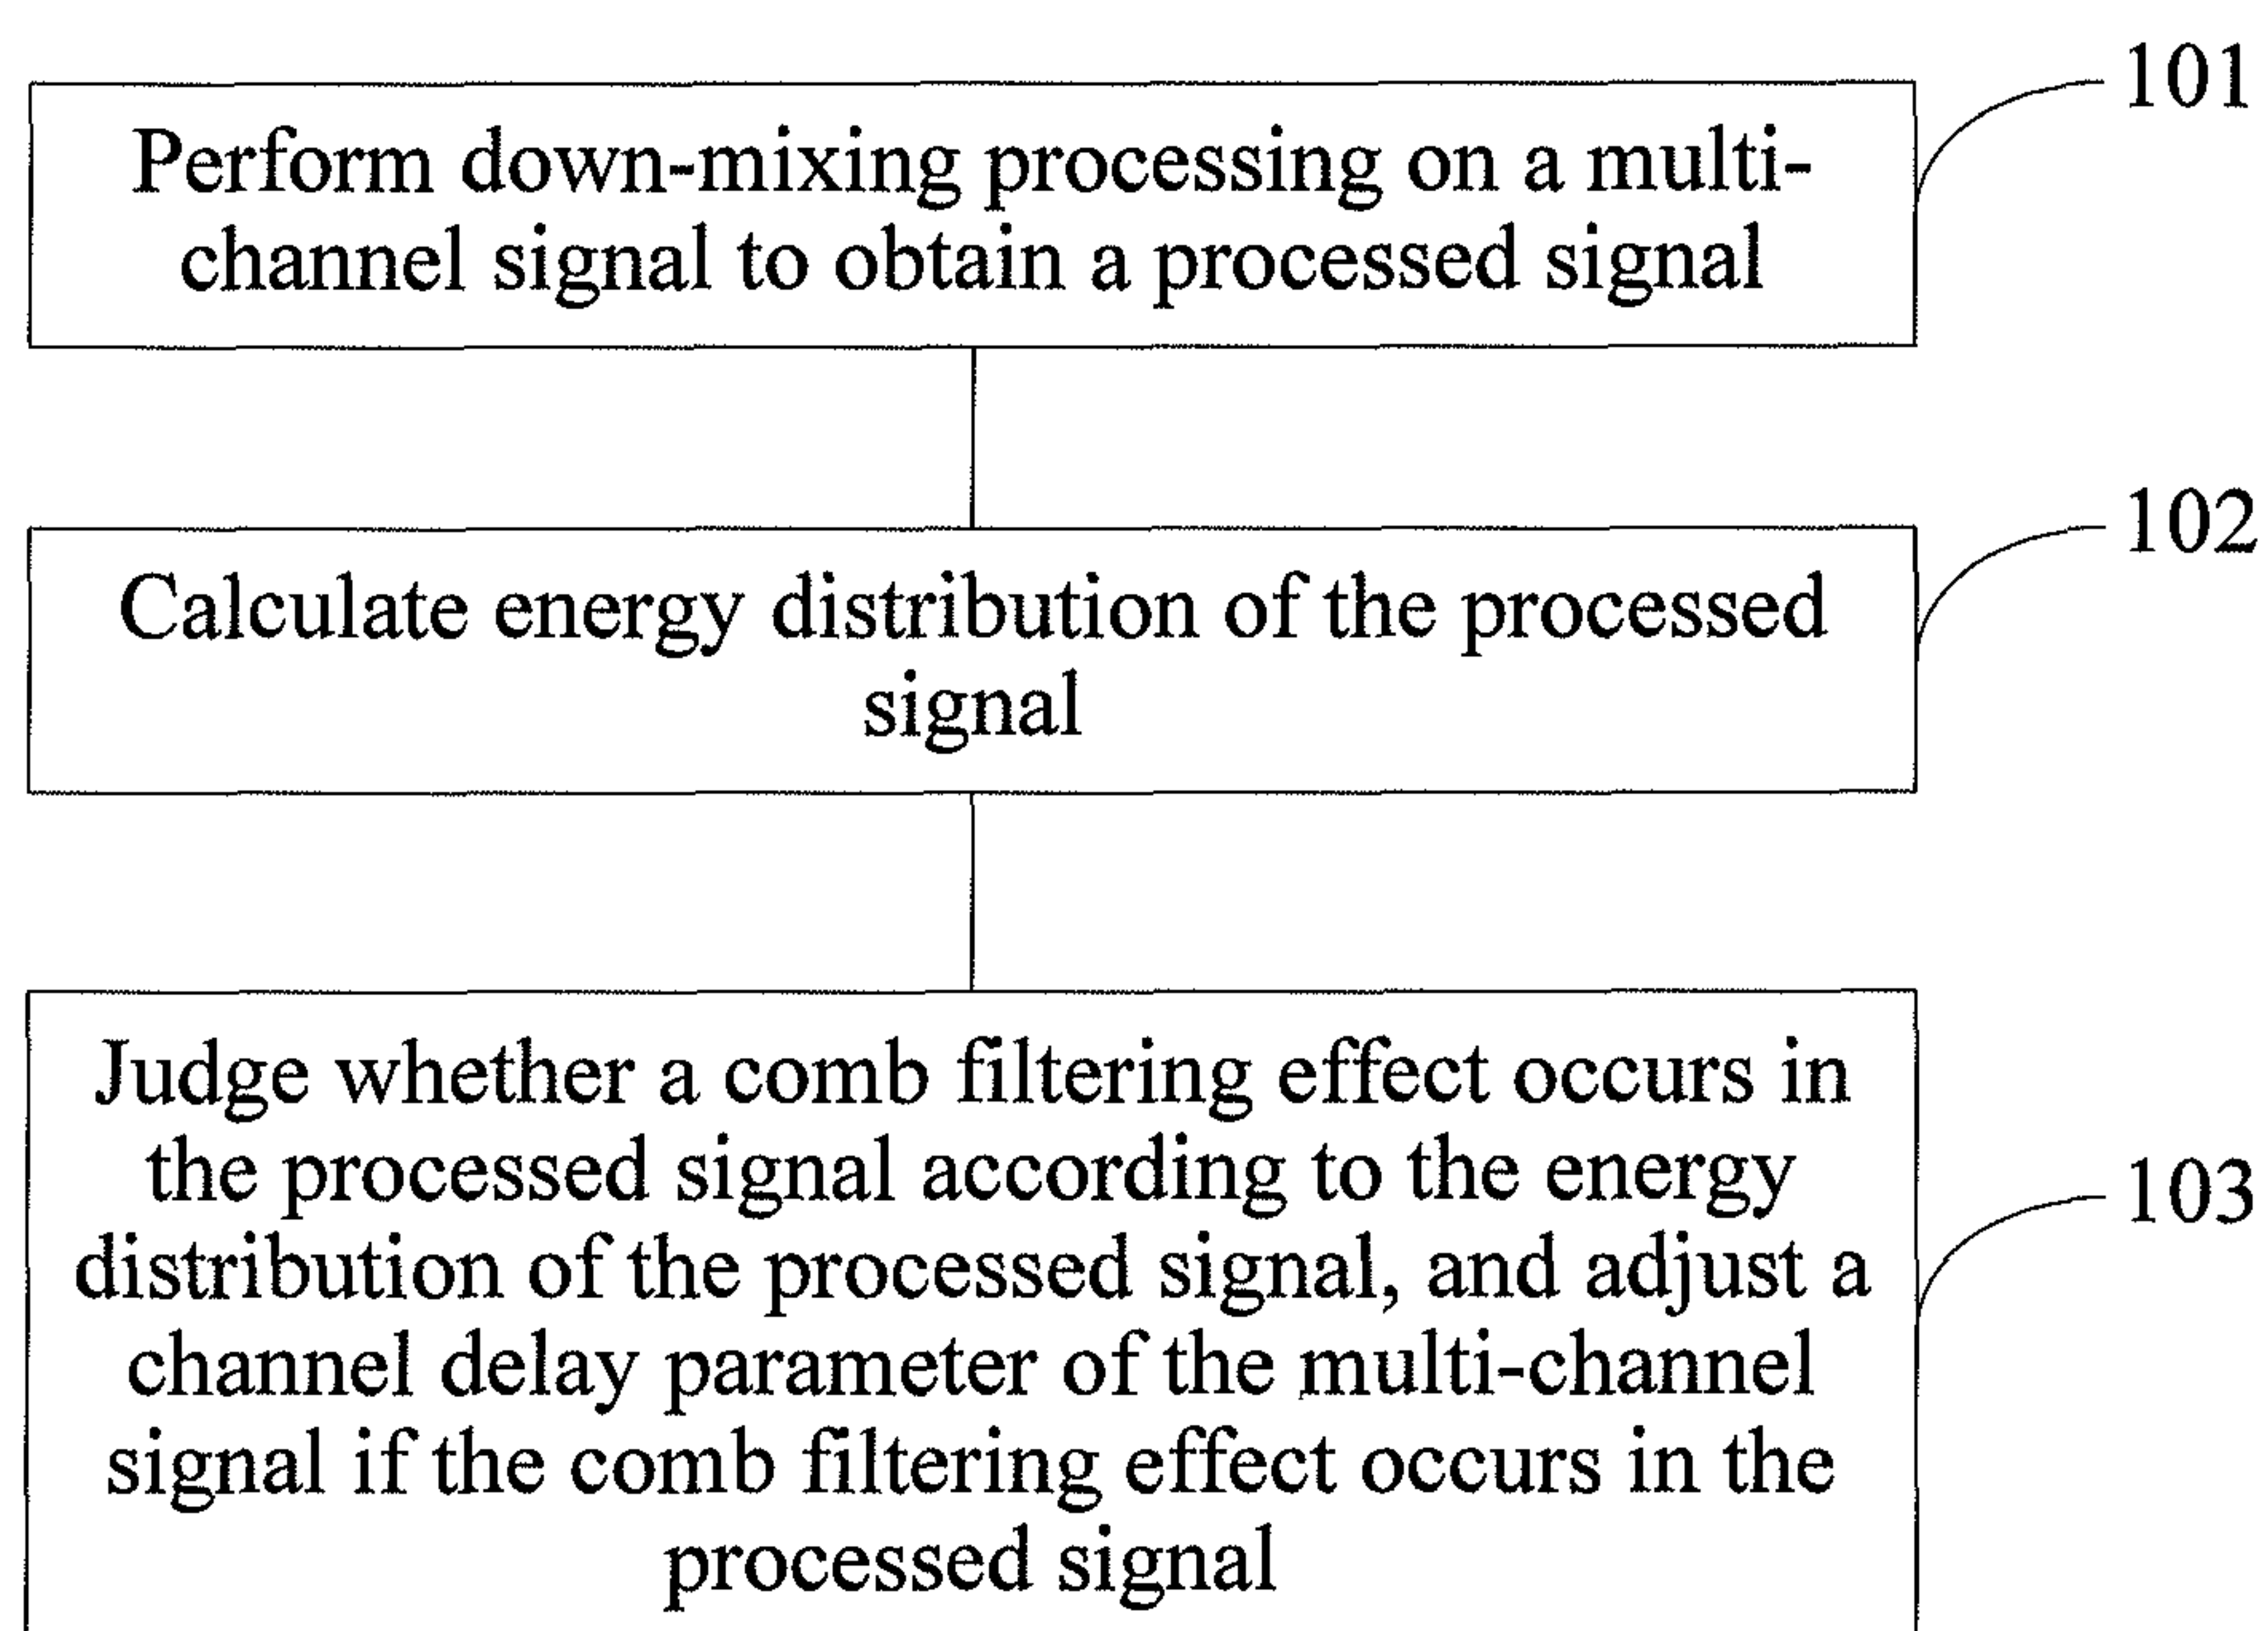 101
Perform down-mixing processing on a multi-
channel signal to obtain a processed signal
102
Calculate energy distribution of the processed
signal
Judge whether a comb filtering effect occurs in
the processed signal according to the energy
103
distribution of the processed signal, and adjust a
channel delay parameter of the multi-channel
signal if the comb filtering effect occurs in the
processed signal